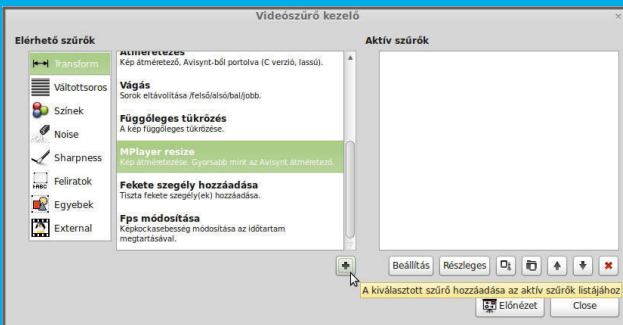 Videószűrő kezelő
Elérhető szűrők
Transform
Váltottsoros
Színek
Noise
Sharpness
Feliratok
Egyebek
External
Átméretezés
Kép átméretező, Avisynt-ből portolva (C verzió, lassú).
Vágás
Sorok eltávolítása /felső/alsó/bal/jobb.
Függőleges tükrözés
A kép függőleges tükrözése.
MPlayer resize
Kép átméretezése. Gyorsabb mint az Avisynt átméretező.
Fekete szegély hozzáadása
Tiszta fekete szegély(ek) hozzáadás.
Fps módosítása
Képkockasebesség módosítása az időtartam
megtartásával.
Aktív szűrők
Beállítás
Részleges
A kiválasztott szűrő hozzáadása az aktív szűrők listájához
Előnézet
Close